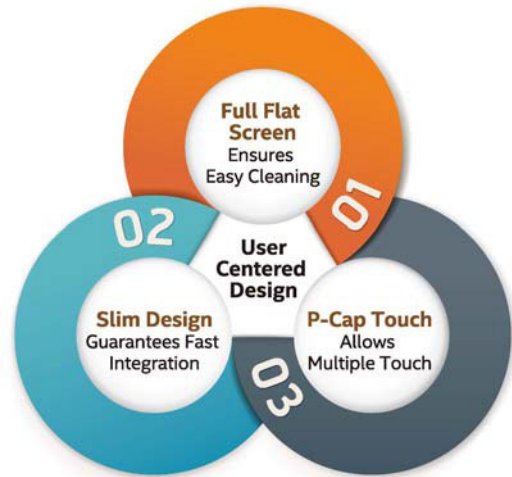 Full Flat
Screen
Ensures
Easy Cleaning
01
02
User
Centered
Design
Slim Design
Guarantees Fast
Integration
P-Cap Touch
Allows
Multiple Touch
03